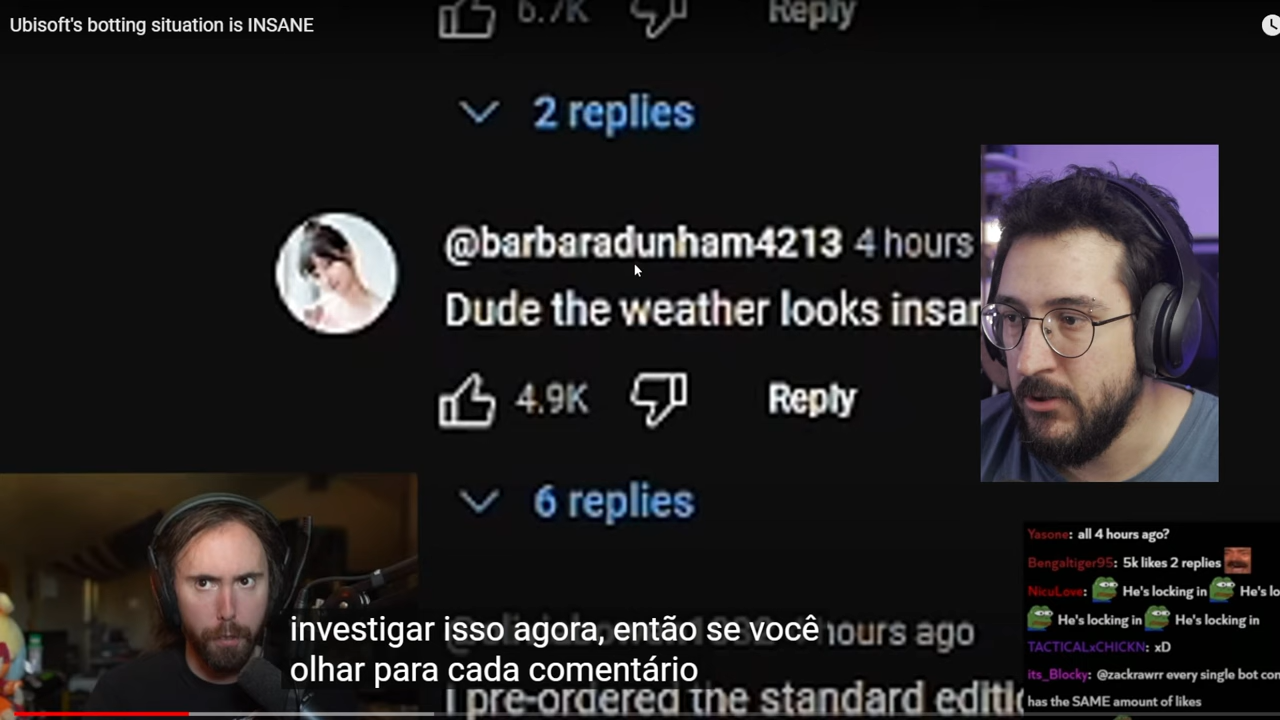 Ubisoft's botting situation is INSANE
6.7K Reply
2 replies
@barbaradunham4213 4 hours
Dude the weather looks insan
4.9K Reply
6 replies
hours ago
I pre-ordered the standard editi
investigar isso agora, então se você
olhar para cada comentário
Yasone: all 4 hours ago?
Bengaltiger95: 5k likes 2 replies
NicuLove: He's locking in He's lo
He's locking in He's locking in
TACTICALxCHICKN: xD
its_Blocky: @zackrawrr every single bot con
has the SAME amount of likes